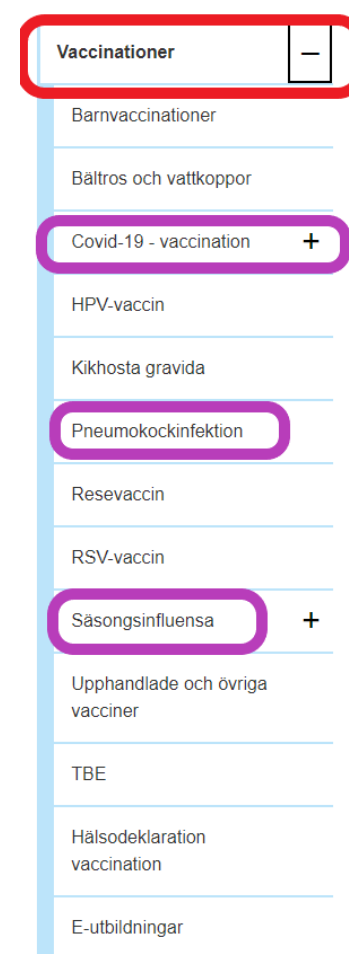 Vaccinationer –
Barnvaccinationer
Bältros och vattkoppor
Covid-19 - vaccination +
HPV-vaccin
Kikhosta gravida
Pneumokockinfektion
Resevaccin
RSV-vaccin
Säsongsinfluensa +
Upphandlade och övriga
vacciner
TBE
Hälsodeklaration
vaccination
E-utbildningar